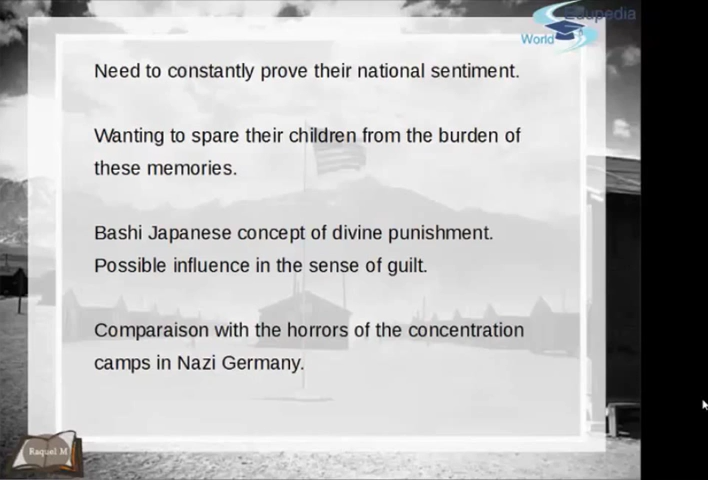 Edupedia
World
Need to constantly prove their national sentiment.
Wanting to spare their children from the burden of
these memories.
Bashi Japanese concept of divine punishment.
Possible influence in the sense of guilt.
Comparaison with the horrors of the concentration
camps in Nazi Germany.
Raquel M